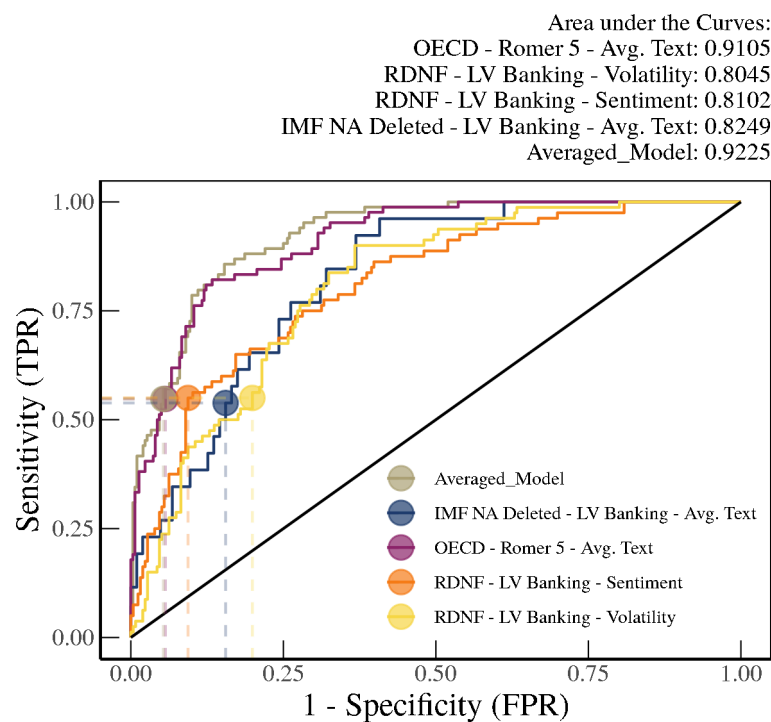 Area under the Curves:
OECD - Romer 5 - Avg. Text: 0.9105
RDNF - LV Banking - Volatility: 0.8045
RDNF - LV Banking - Sentiment: 0.8102
IMF NA Deleted - LV Banking - Avg. Text: 0.8249
Averaged_Model: 0.9225
1.00
0.75
0.50
0.25
0.00
Sensitivity (TPR)
Averaged_Model
IMF NA Deleted - LV Banking - Avg. Text
OECD - Romer 5 - Avg. Text
RDNF - LV Banking - Sentiment
RDNF - LV Banking - Volatility
0.00 0.25 0.50 0.75 1.00
1 - Specificity (FPR)